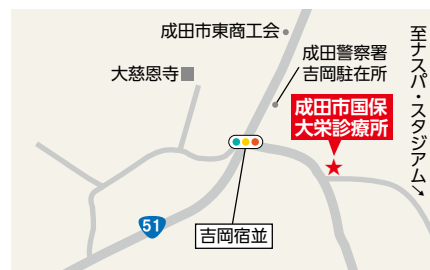 成田市東商工会
成田警察署
吉岡駐在所
大慈恩寺
成田市国保
大栄診療所
至ナスパ・スタジアム→
吉岡宿並
51